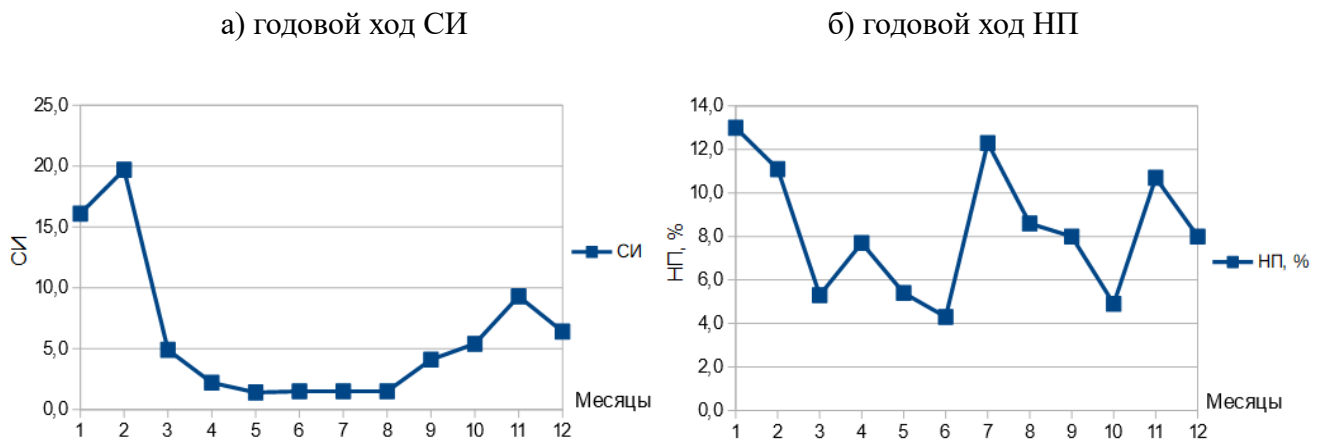 а) годовой ход СИ
25,0
20,0
15,0
10,0
5,0
0,0
СИ
СИ
Месяцы
1 2 3 4 5 6 7 8 9 10 11 12
б) годовой ход НП
14,0
12,0
10,0
8,0
6,0
4,0
2,0
0,0
НП, %
НП, %
Месяцы
1 2 3 4 5 6 7 8 9 10 11 12